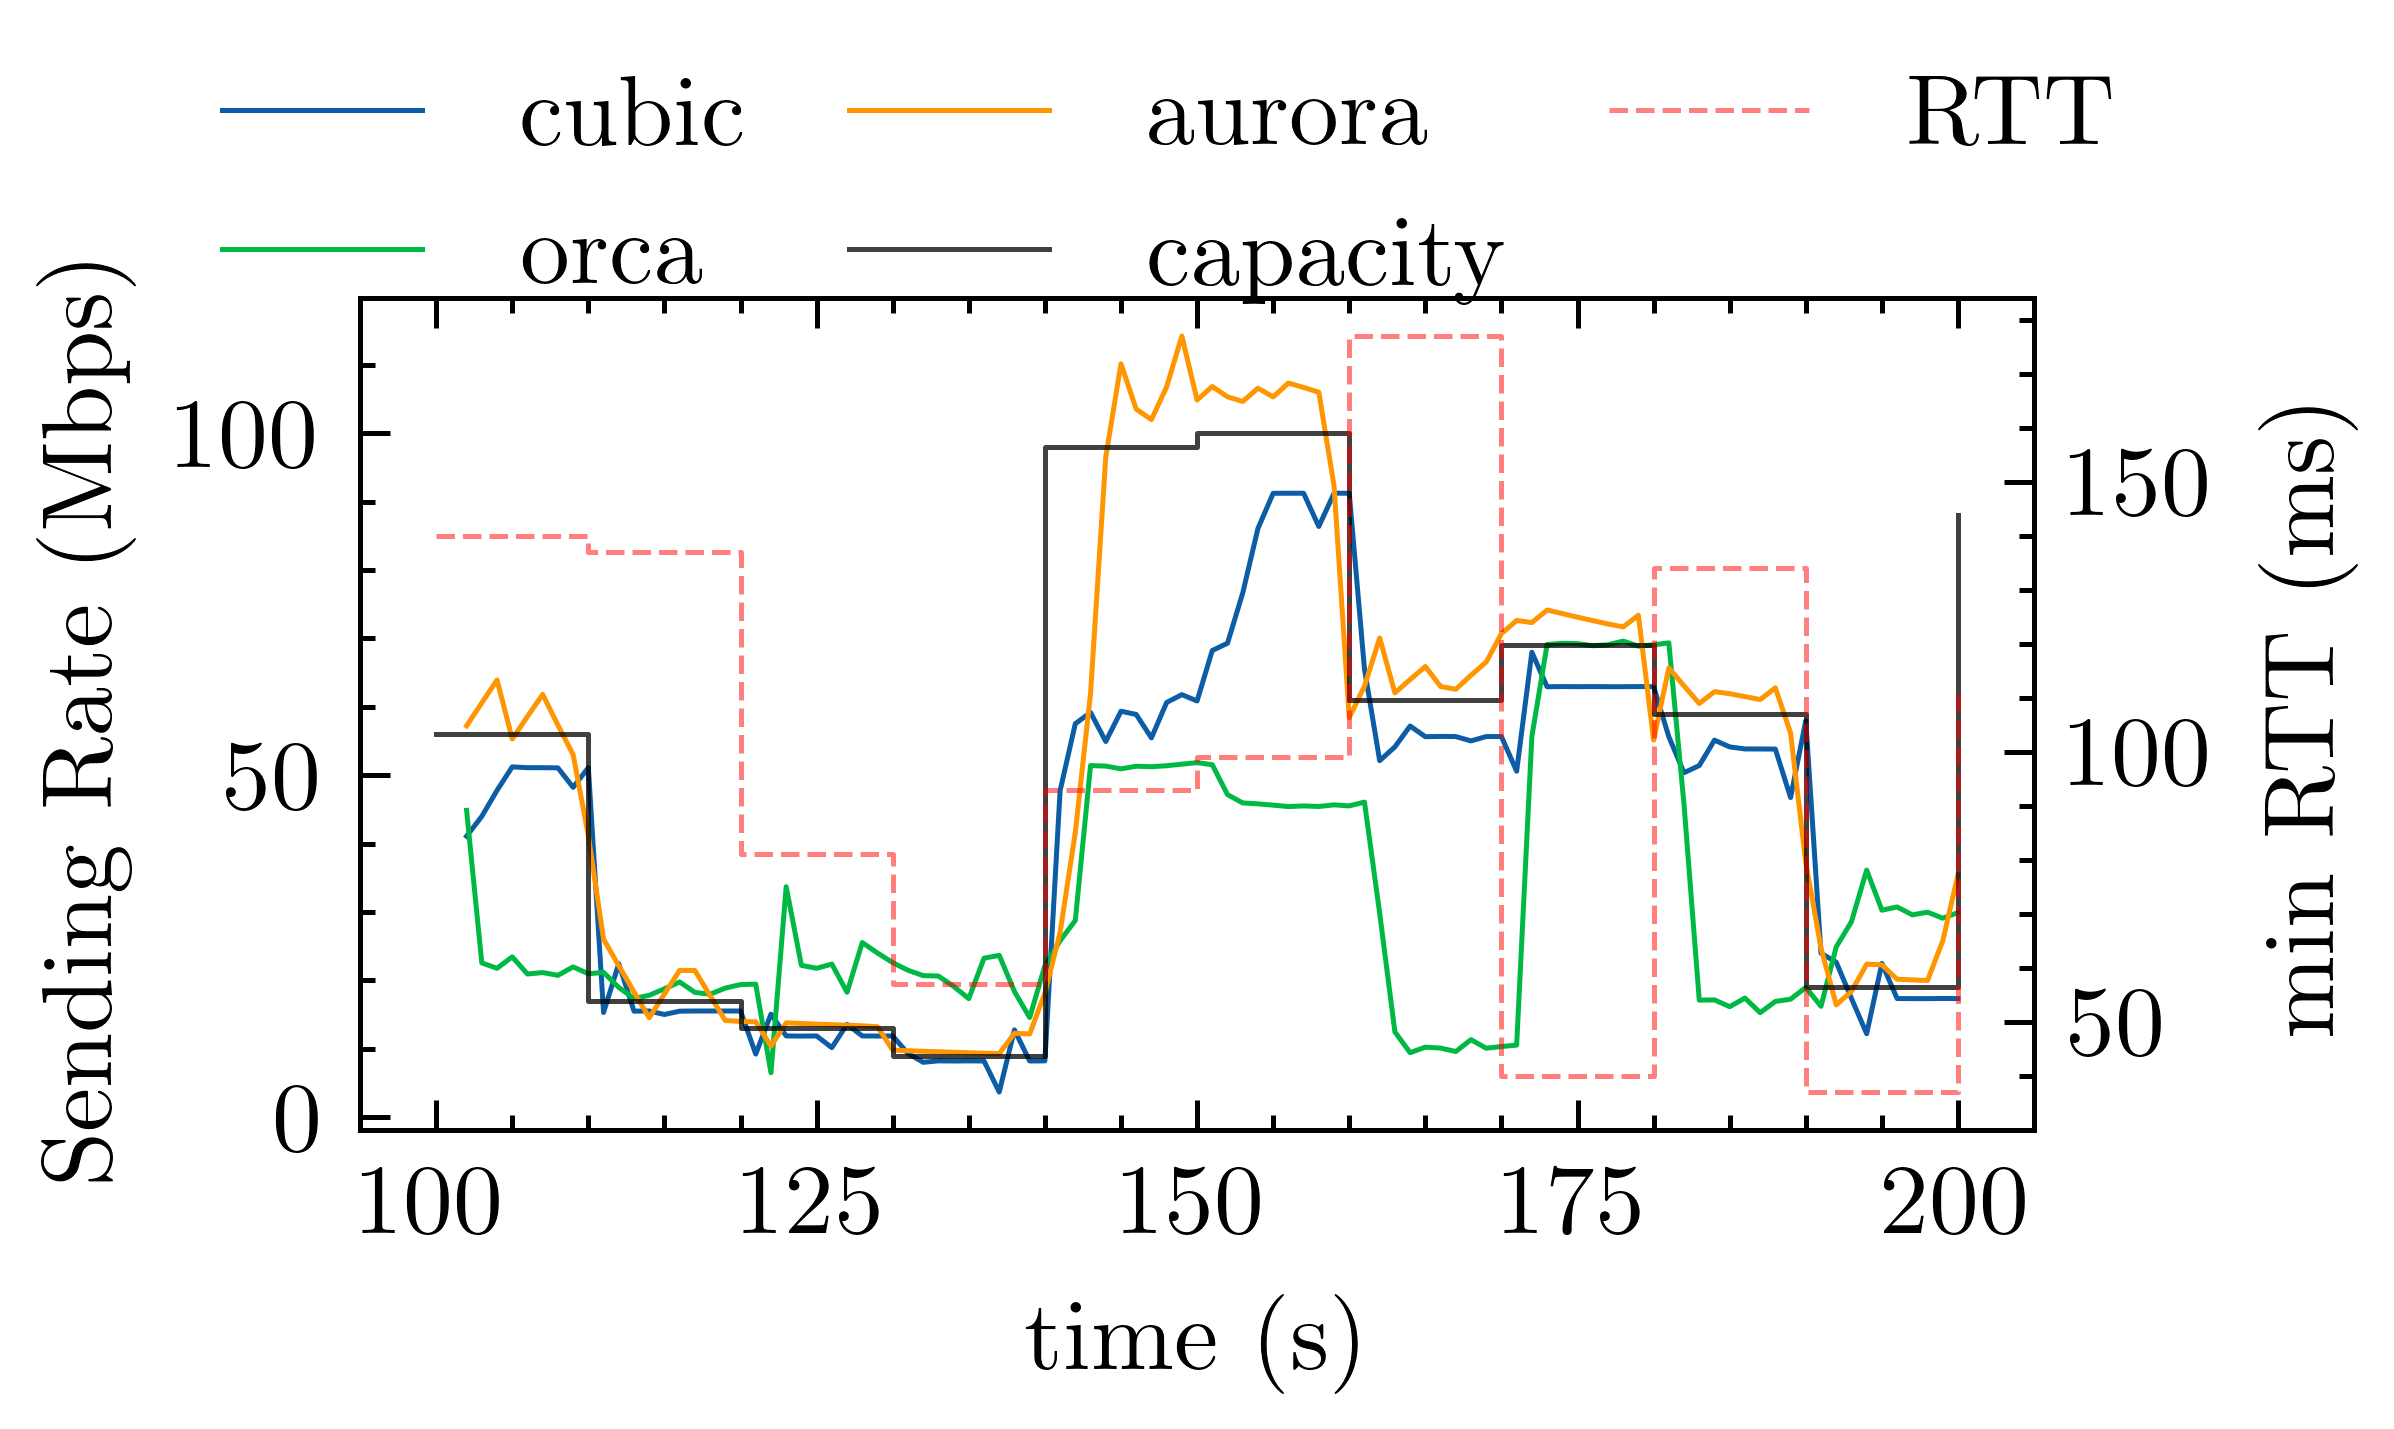 cubic
aurora
RTT
orca
capacity
Sending Rate (Mbps)
100
50
0
150
100
50
min RTT (ms)
100
125
150
175
200
time (s)